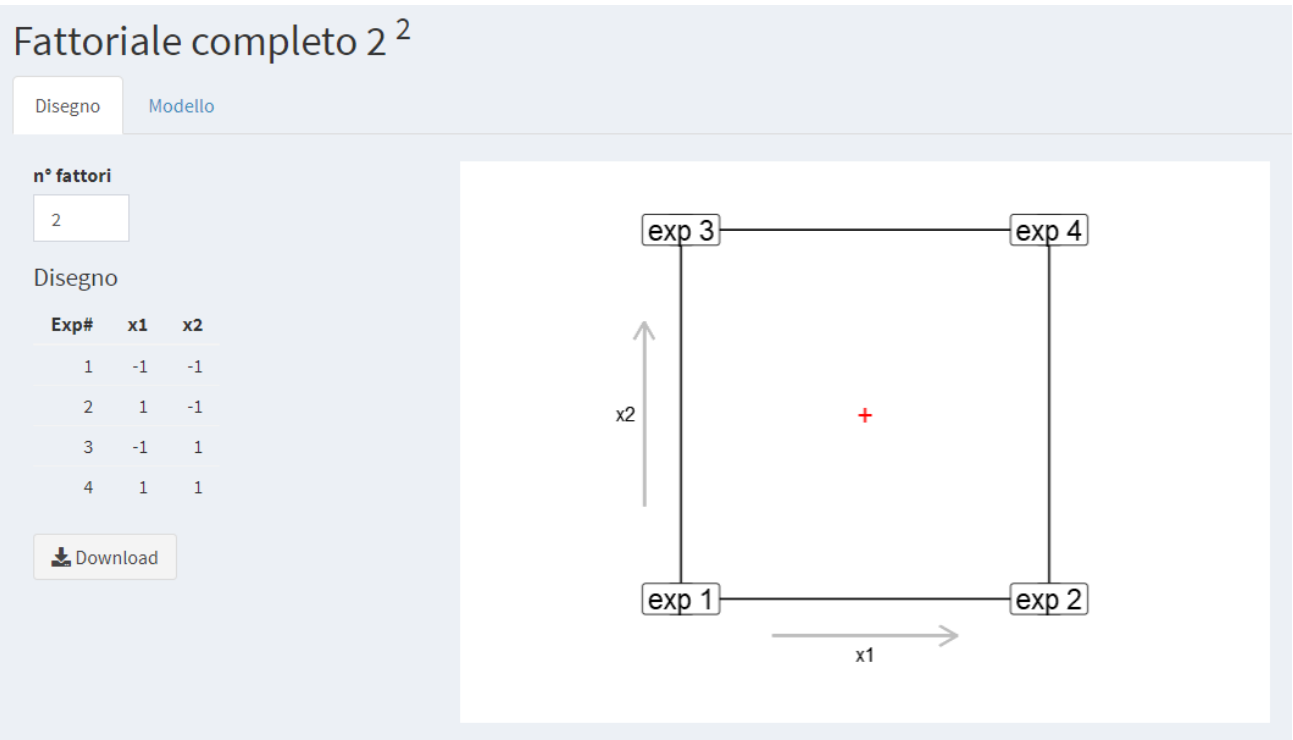 Fattoriale completo 2 2
Disegno Modello
n° fattori
2
Disegno
Exp# x1 x2
1 -1 -1
2 1 -1
3 -1 1
4 1 1
Download
exp 3 exp 4
x2
exp 1 exp 2
x1